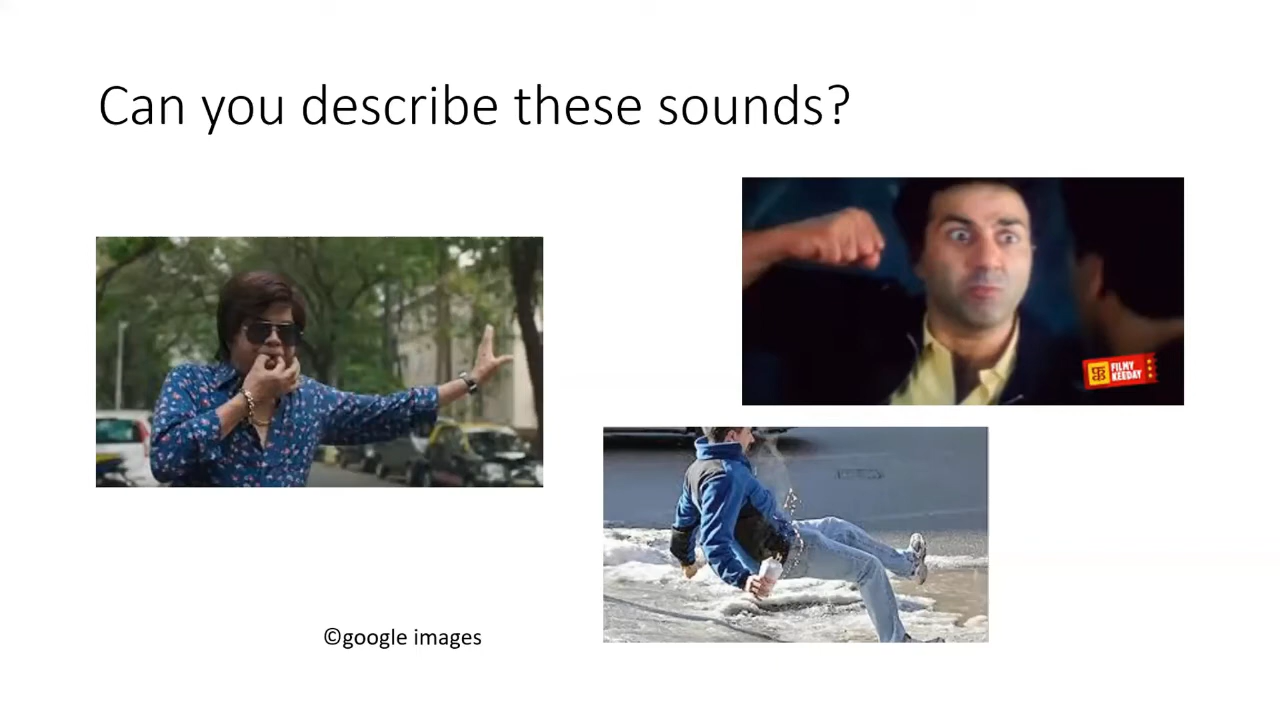 Can you describe these sounds?
फ़िल्मी
FILMY
KEEDAY
©google images